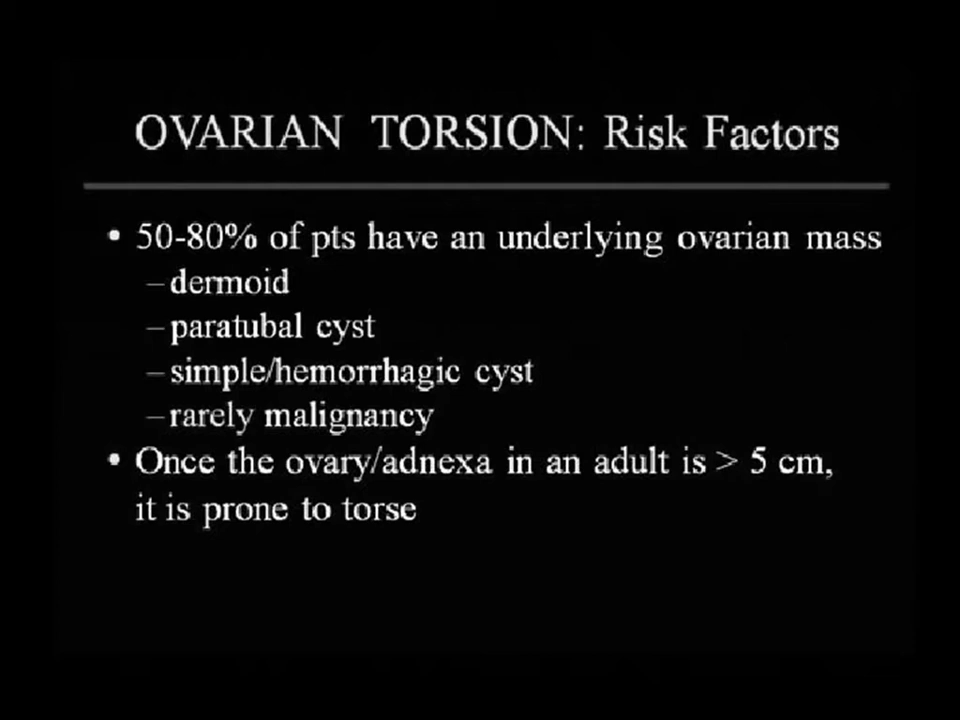 OVARIAN TORSION: Risk Factors
• 50-80% of pts have an underlying ovarian mass
– dermoid
– paratubal cyst
– simple/hemorrhagic cyst
– rarely malignancy
• Once the ovary/adnexa in an adult is > 5 cm,
it is prone to torse